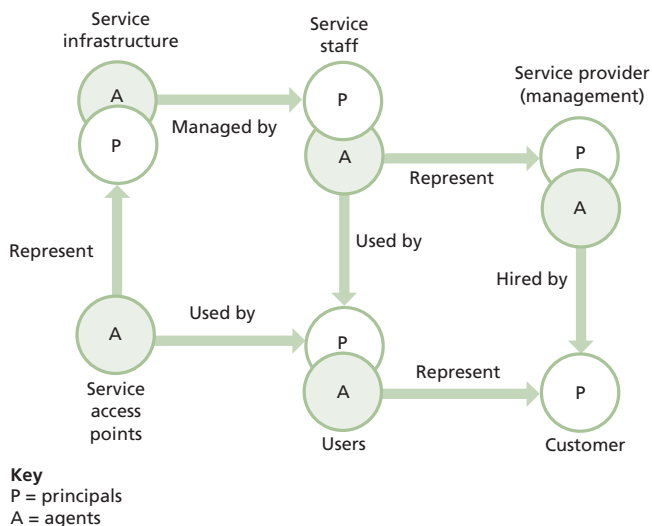 Service
infrastructure
Service
staff
Service provider
(management)
A
P
P
Managed by
P
A
Represent
A
Represent
Used by
Hired by
Used by
A
P
Represent
A
P
Service
access
points
Users
Customer
Key
P = principals
A = agents